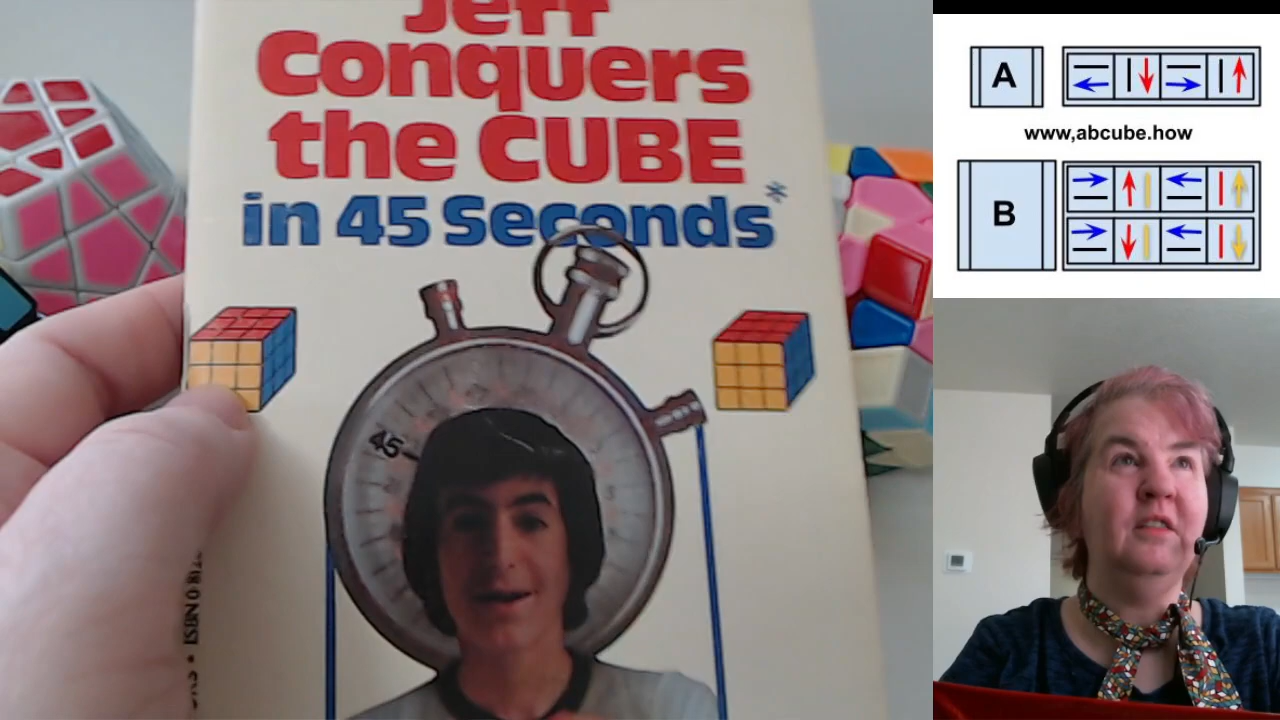 Jeff
Conquers
the CUBE
in 45 Seconds*
45
A
www,abcube.how
B